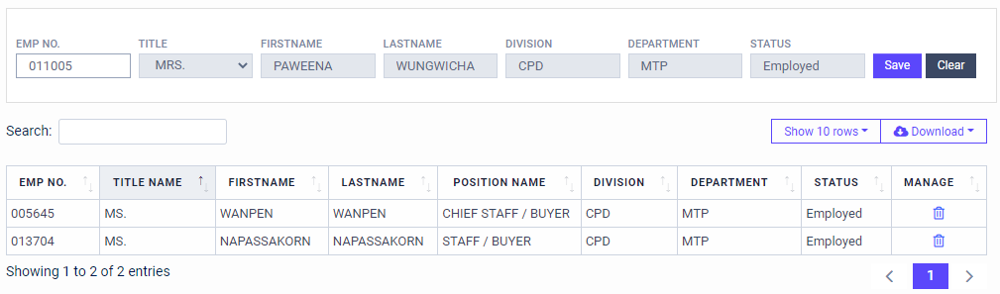 EMP NO. TITLE FIRSTNAME LASTNAME DIVISION DEPARTMENT STATUS
011005 MRS. PAWEENA WUNGWICHA CPD MTP Employed Save Clear
Search: Show 10 rows Download
EMP NO. TITLE NAME FIRSTNAME LASTNAME POSITION NAME DIVISION DEPARTMENT STATUS MANAGE
005645 MS. WANPEN WANPEN CHIEF STAFF / BUYER CPD MTP Employed
013704 MS. NAPASSAKORN NAPASSAKORN STAFF / BUYER CPD MTP Employed
Showing 1 to 2 of 2 entries 1